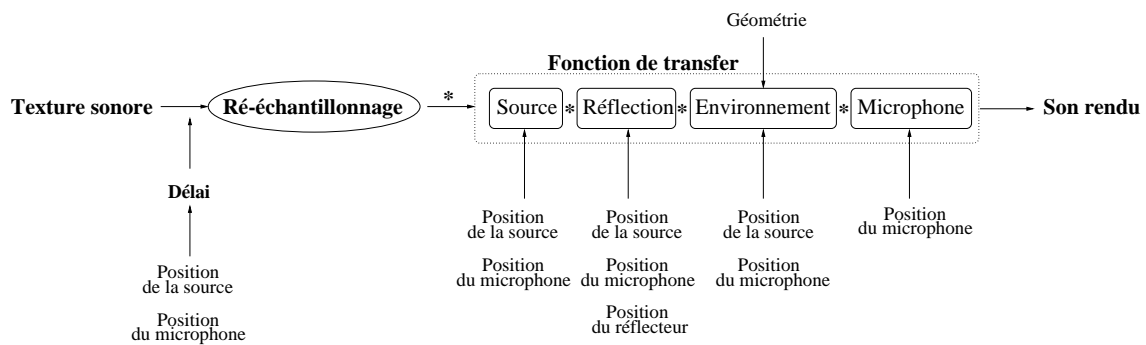 Géométrie
Fonction de transfer
Texture sonore
Ré-échantillonnage
*
Source * Réflection * Environnement * Microphone
Son rendu
Délai
Position
de la source
Position
du microphone
Position
de la source
Position
du microphone
Position
de la source
Position
du microphone
Position
du réflecteur
Position
de la source
Position
du microphone
Position
du microphone